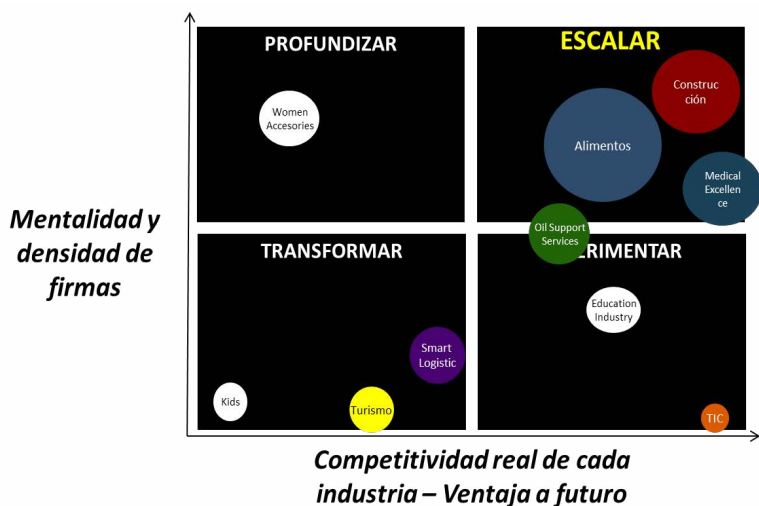 PROFUNDIZAR
ESCALAR
Women
Accesories
Construc
ción
Alimentos
Medical
Excellen
ce
Mentalidad y
densidad de
firmas
Oil Support
Services
TRANSFORMAR
ERIMENTAR
Education
Industry
Smart
Logistic
Kids
Turismo
TIC
Competitividad real de cada
industria – Ventaja a futuro